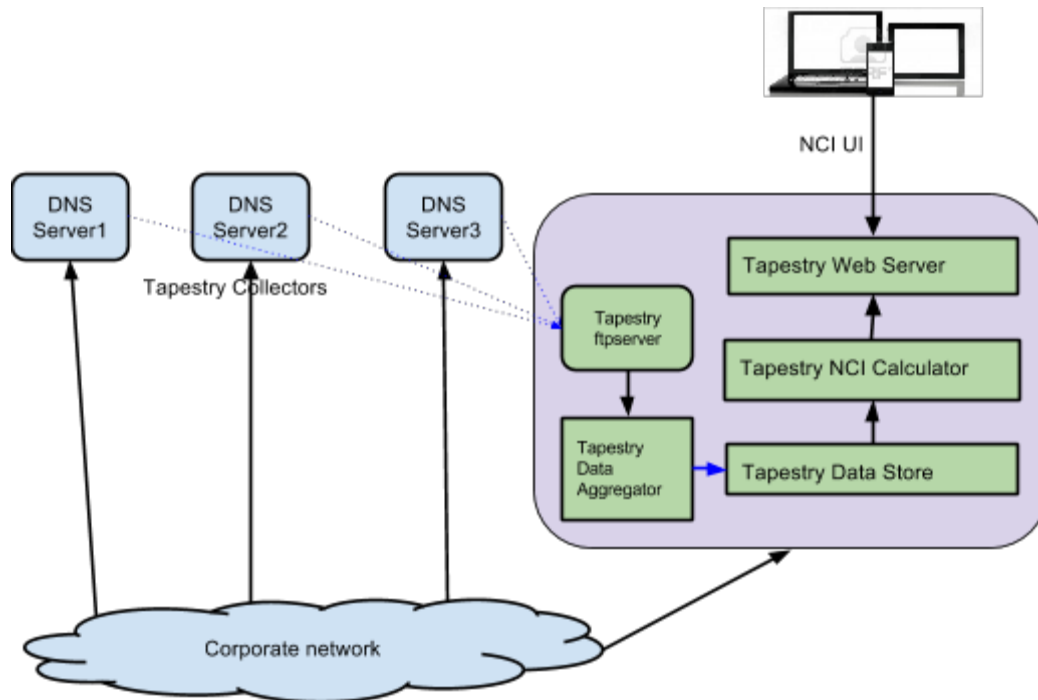 NCI UI
DNS
Server1
DNS
Server2
DNS
Server3
Tapestry Collectors
Tapestry Web Server
Tapestry
ftpserver
Tapestry NCI Calculator
Tapestry
Data
Aggregator
Tapestry Data Store
Corporate network